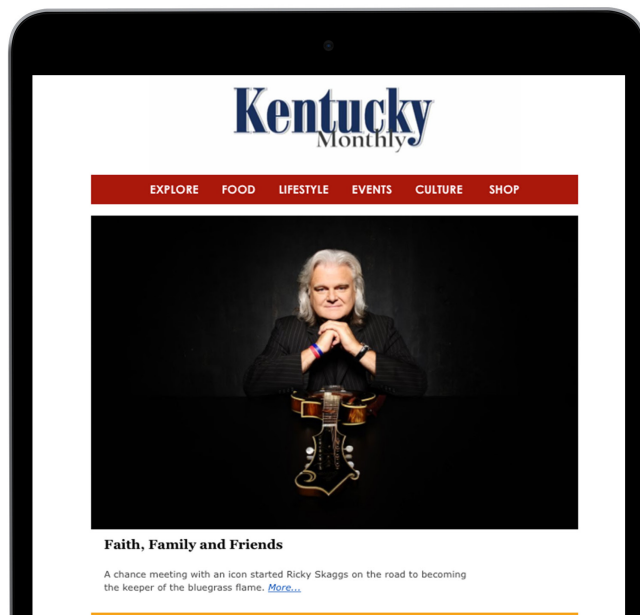 Kentucky
Monthly
EXPLORE FOOD LIFESTYLE EVENTS CULTURE SHOP
Faith, Family and Friends
A chance meeting with an icon started Ricky Skaggs on the road to becoming
the keeper of the bluegrass flame. More...